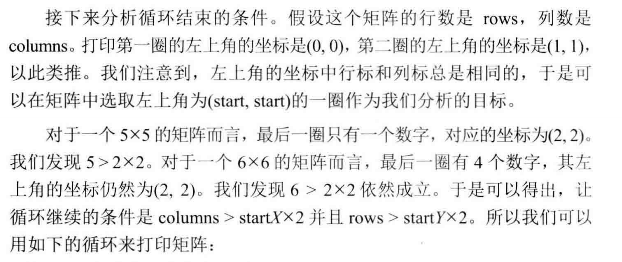 接下来分析循环结束的条件。假设这个矩阵的行数是 rows，列数是
columns。打印第一圈的左上角的坐标是(0, 0)，第二圈的左上角的坐标是(1, 1)，
以此类推。我们注意到，左上角的坐标中行标和列标总是相同的，于是可
以在矩阵中选取左上角为(start, start)的一圈作为我们分析的目标。
对于一个 5×5 的矩阵而言，最后一圈只有一个数字，对应的坐标为(2, 2)。
我们发现 5＞2×2。对于一个 6×6 的矩阵而言，最后一圈有 4 个数字，其左
上角的坐标仍然为(2, 2)。我们发现 6 > 2×2 依然成立。于是可以得出，让
循环继续的条件是 columns > startX×2 并且 rows > startY×2。所以我们可以
用如下的循环来打印矩阵：